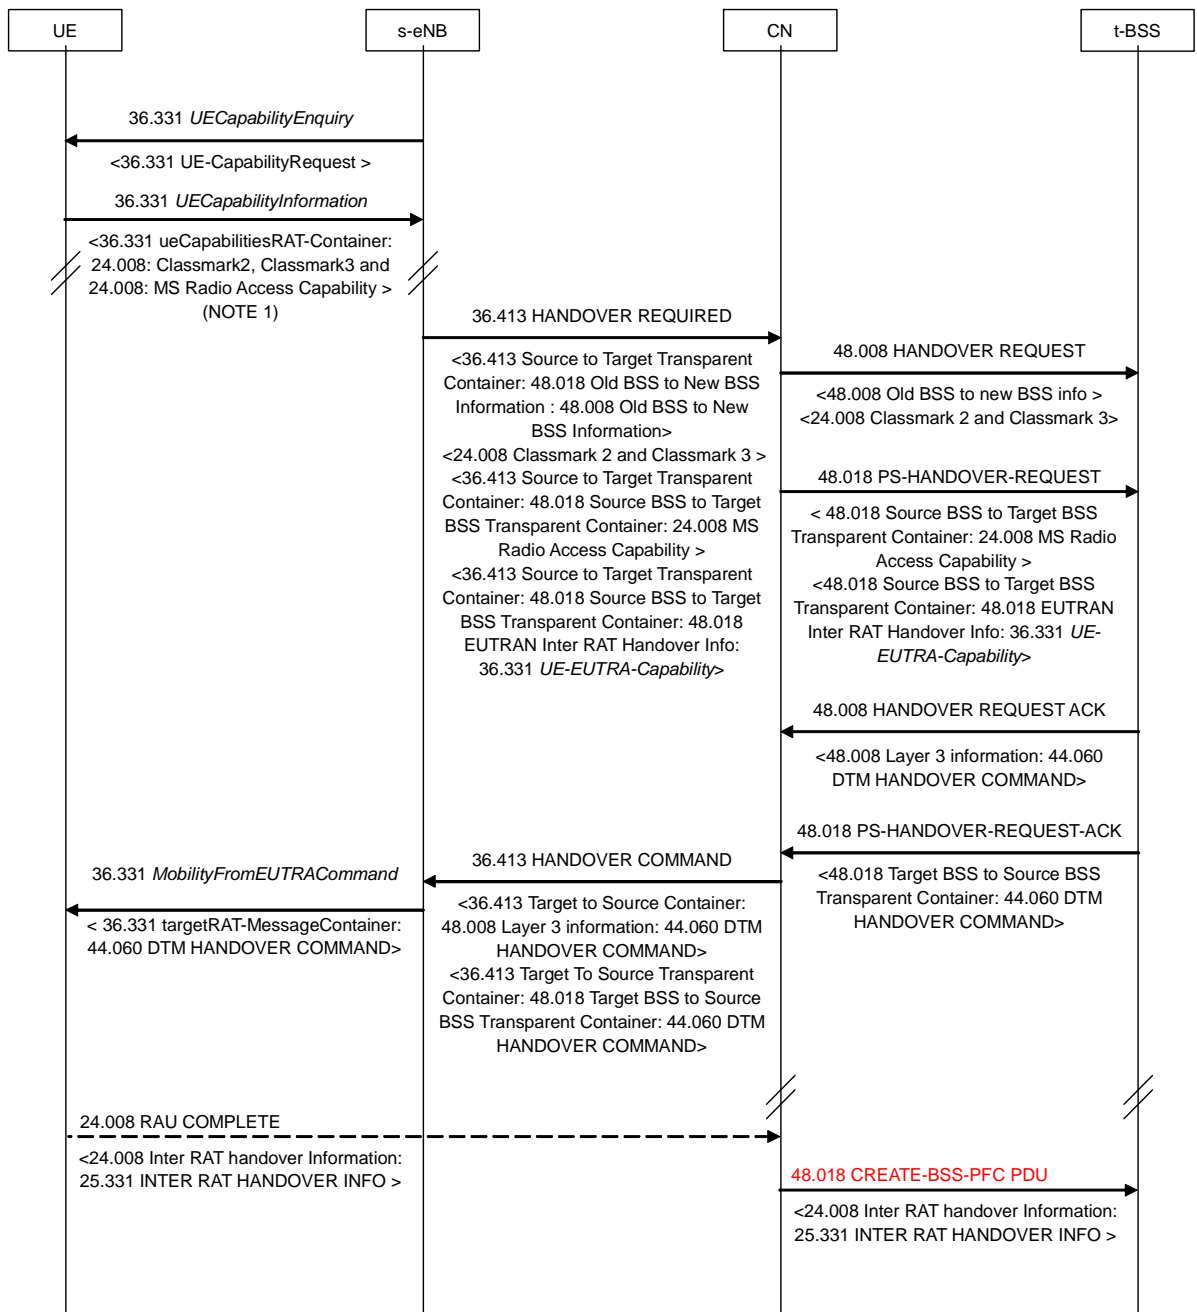 UE
s-eNB
CN
t-BSS
36.331 UECapabilityEnquiry
<36.331 UE-CapabilityRequest >
36.331 UECapabilityInformation
<36.331 ueCapabilitiesRAT-Container:
24.008: Classmark2, Classmark3 and
24.008: MS Radio Access Capability >
(NOTE 1)
36.413 HANDOVER REQUIRED
<36.413 Source to Target Transparent
Container: 48.018 Old BSS to New BSS
Information : 48.008 Old BSS to New
BSS Information>
<24.008 Classmark 2 and Classmark 3 >
<36.413 Source to Target Transparent
Container: 48.018 Source BSS to Target
BSS Transparent Container: 24.008 MS
Radio Access Capability >
<36.413 Source to Target Transparent
Container: 48.018 Source BSS to Target
BSS Transparent Container: 48.018
EUTRAN Inter RAT Handover Info:
36.331 UE-EUTRA-Capability>
48.008 HANDOVER REQUEST
<48.008 Old BSS to new BSS info >
<24.008 Classmark 2 and Classmark 3>
48.018 PS-HANDOVER-REQUEST
< 48.018 Source BSS to Target BSS
Transparent Container: 24.008 MS Radio
Access Capability >
<48.018 Source BSS to Target BSS
Transparent Container: 48.018 EUTRAN
Inter RAT Handover Info: 36.331 UE-
EUTRA-Capability>
48.008 HANDOVER REQUEST ACK
<48.008 Layer 3 information: 44.060
DTM HANDOVER COMMAND>
48.018 PS-HANDOVER-REQUEST-ACK
<48.018 Target BSS to Source BSS
Transparent Container: 44.060 DTM
HANDOVER COMMAND>
36.413 HANDOVER COMMAND
<36.413 Target to Source Container:
48.008 Layer 3 information: 44.060 DTM
HANDOVER COMMAND>
<36.413 Target To Source Transparent
Container: 48.018 Target BSS to Source
BSS Transparent Container: 44.060 DTM
HANDOVER COMMAND>
36.331 MobilityFromEUTRACommand
< 36.331 targetRAT-MessageContainer:
44.060 DTM HANDOVER COMMAND>
24.008 RAU COMPLETE
<24.008 Inter RAT handover Information:
25.331 INTER RAT HANDOVER INFO >
48.018 CREATE-BSS-PFC PDU
<24.008 Inter RAT handover Information:
25.331 INTER RAT HANDOVER INFO >